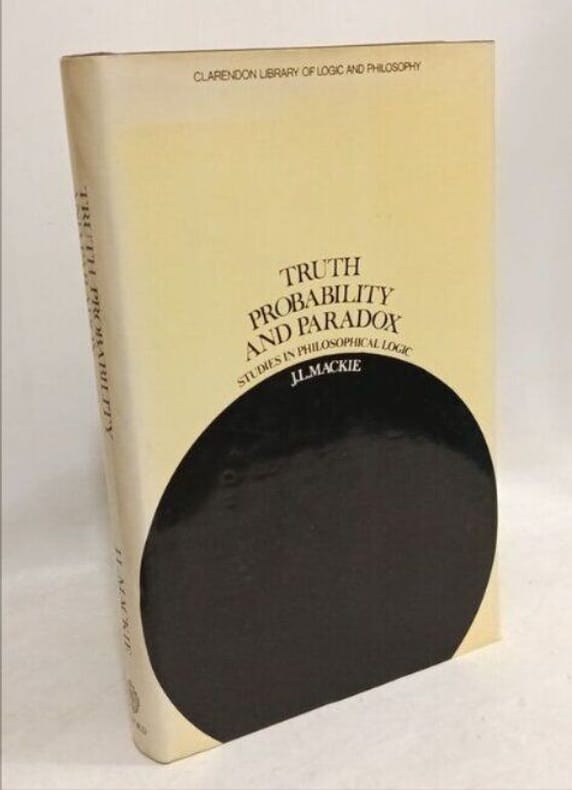 CLARENDON LIBRARY OF LOGIC AND PHILOSOPHY
TRUTH
PROBABILITY
AND PARADOX
STUDIES IN PHILOSOPHICAL LOGIC
J.L.MACKIE
TRUTH PROBABILITY
J.L.MACKIE